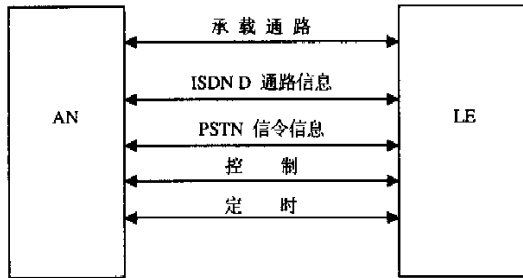 承 载 通 路
ISDN D 通路信息
AN
LE
PSTN 信令信息
控 制
定 时